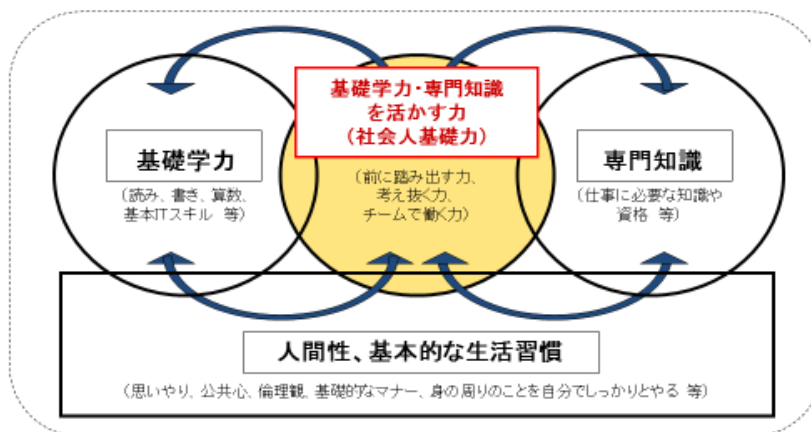 基礎学力・専門知識
を活かす力
（社会人基礎力）
基礎学力
（読み、書き、算数、
基本ITスキル 等）
（前に踏み出す力、
考え抜く力、
チームで働く力）
専門知識
（仕事に必要な知識や
資格 等）
人間性、基本的な生活習慣
（思いやり、公共心、倫理観、基礎的なマナー、身の周りのことを自分でしっかりとやる 等）